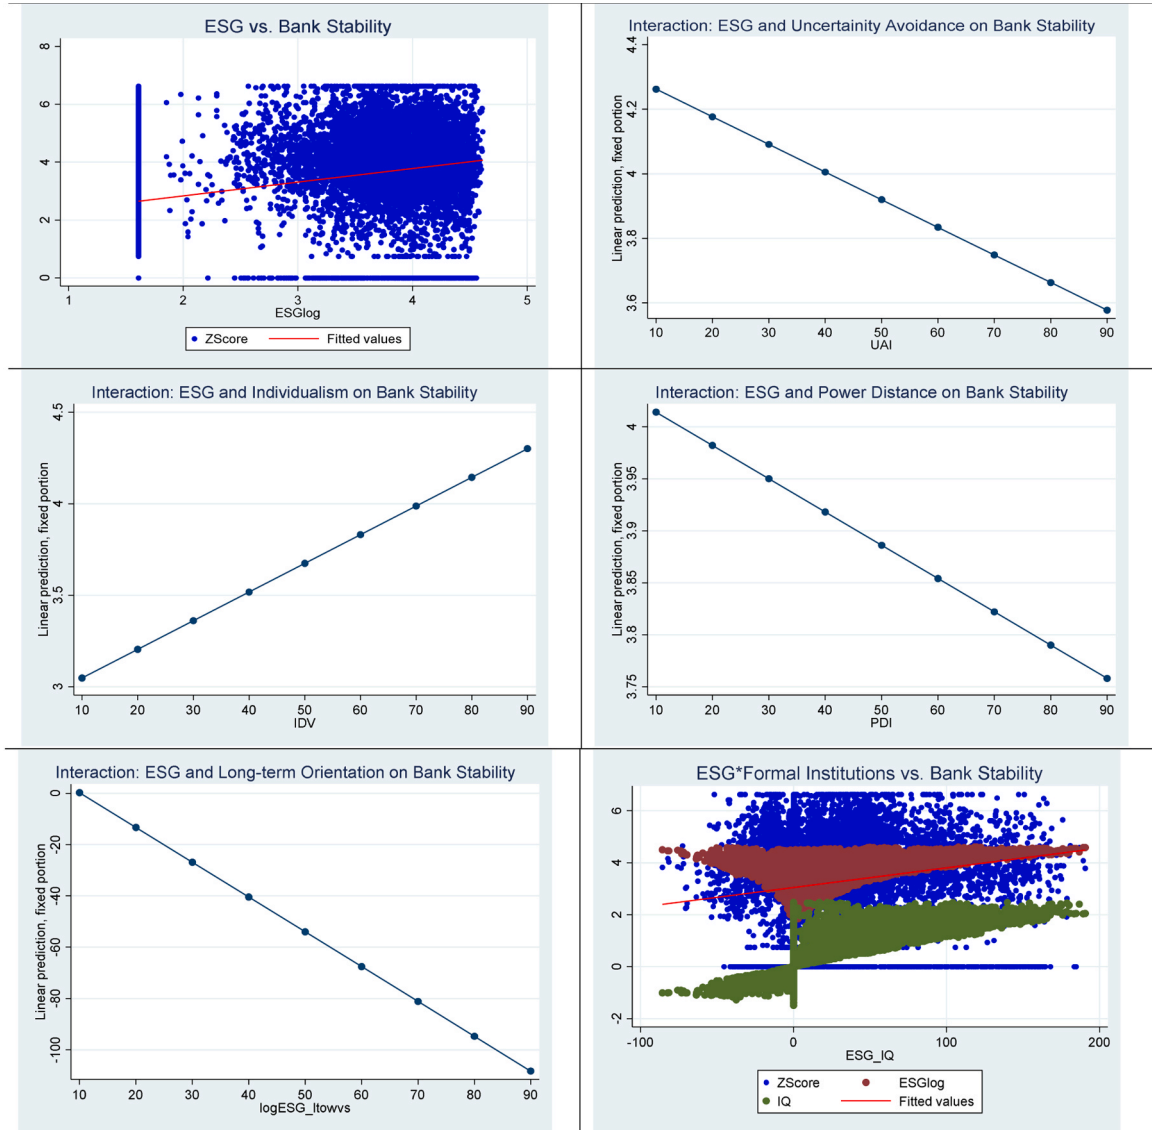 ESG vs. Bank Stability
8
6
4
2
0
1 2 3 4 5
ESGlog
ZScore Fitted values
Interaction: ESG and Uncertainity Avoidance on Bank Stability
Linear prediction, fixed portion
4.4
4.2
4
3.8
3.6
10 20 30 40 50 60 70 80 90
UAI
Interaction: ESG and Individualism on Bank Stability
Linear prediction, fixed portion
4.5
4
3.5
3
10 20 30 40 50 60 70 80 90
IDV
Interaction: ESG and Power Distance on Bank Stability
Linear prediction, fixed portion
4
3.95
3.9
3.85
3.8
3.75
10 20 30 40 50 60 70 80 90
PDI
Interaction: ESG and Long-term Orientation on Bank Stability
Linear prediction, fixed portion
0
-20
-40
-60
-80
-100
10 20 30 40 50 60 70 80 90
logESG_ltowvs
ESG*Formal Institutions vs. Bank Stability
6
4
2
0
-2
-100 0 100 200
ESG_IQ
ZScore ESGlog
IQ Fitted values